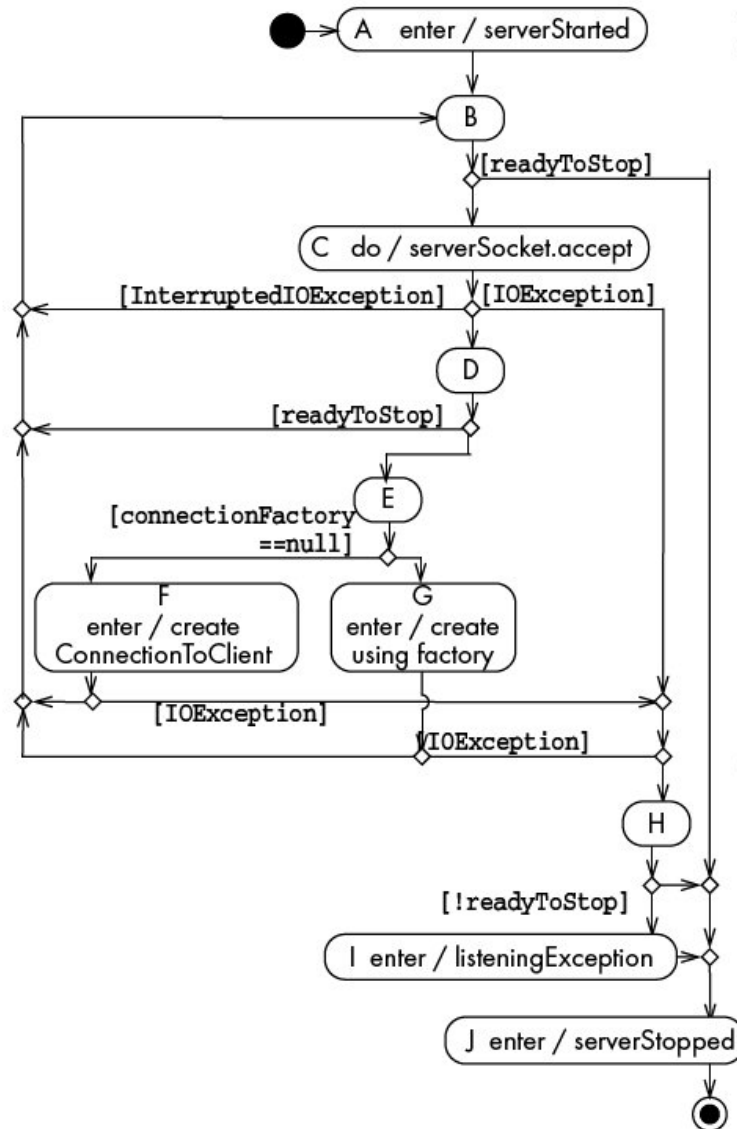 A enter / serverStarted
B
[readyToStop]
C do / serverSocket.accept
[InterruptedIOException]
[IOException]
D
[readyToStop]
E
[connectionFactory
==null]
F
enter / create
ConnectionToClient
G
enter / create
using factory
[IOException]
[IOException]
H
[!readyToStop]
I enter / listeningException
J enter / serverStopped